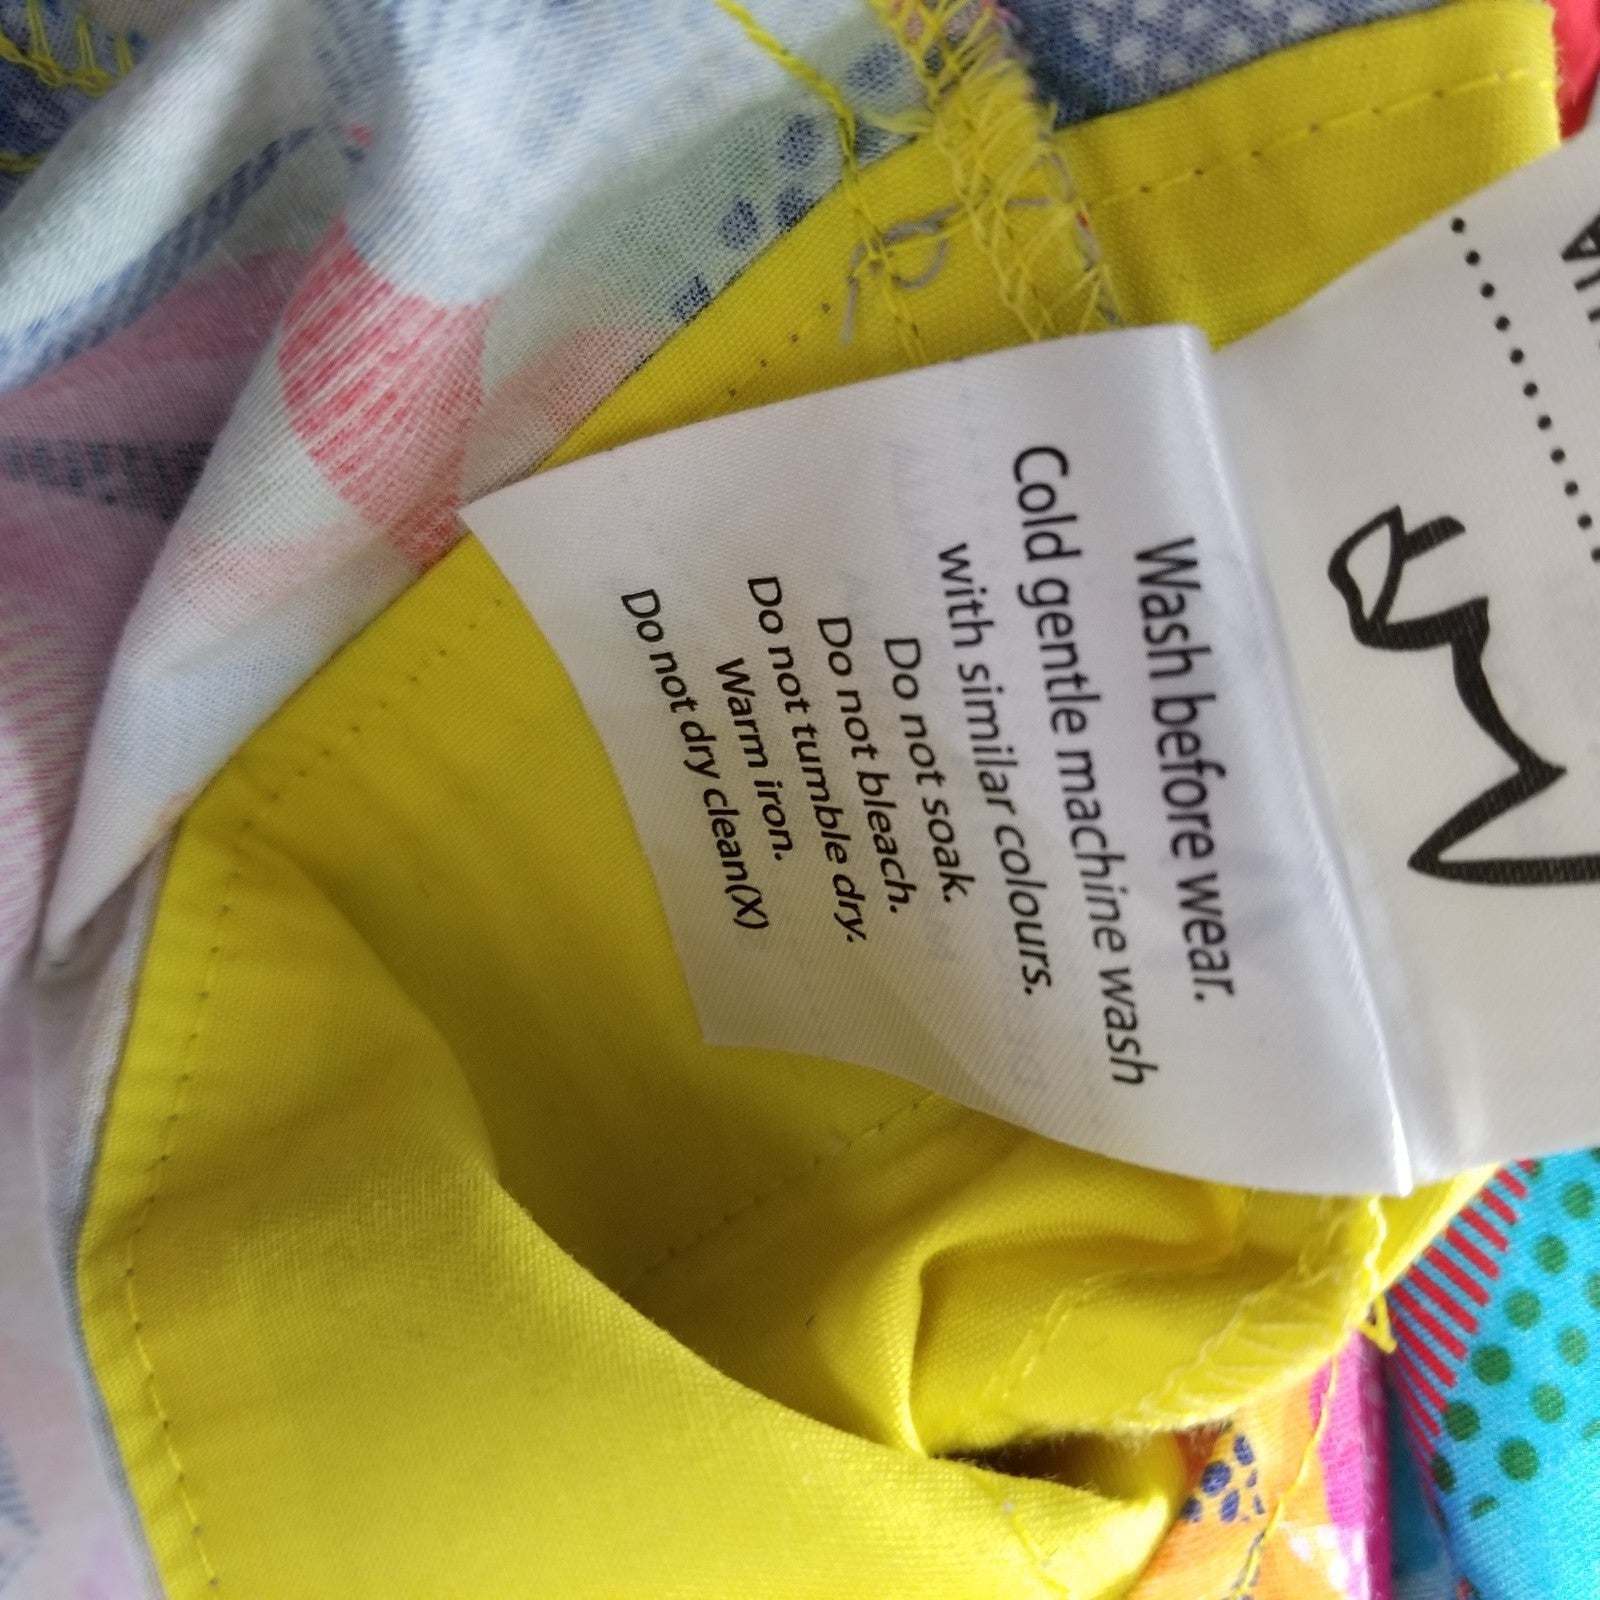 Wash before wear.
Cold gentle machine wash
with similar colours.
Do not soak.
Do not bleach.
Do not tumble dry.
Warm iron.
Do not dry clean(X)